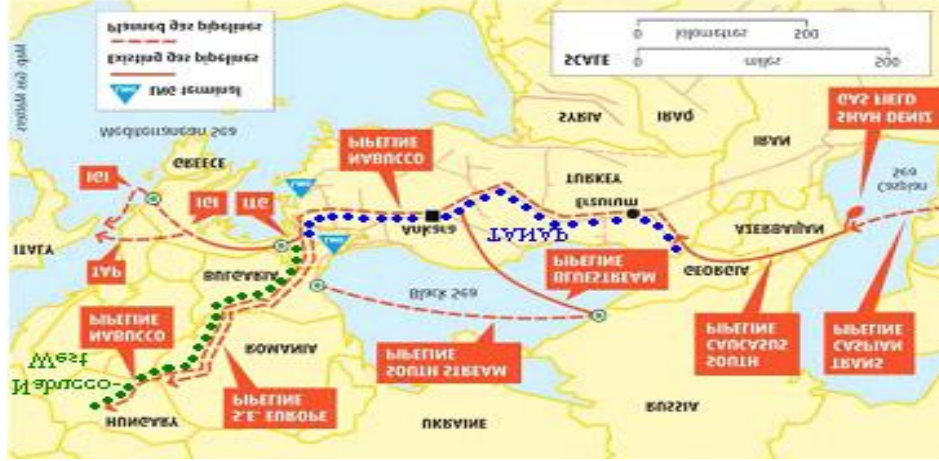 HUNGARY
S.E. EUROPE
PIPELINE
UKRAINE
RUSSIA
Nabucco-
West
NABUCCO
PIPELINE
ROMANIA
SOUTH STREAM
PIPELINE
SOUTH
CAUCASUS
PIPELINE
TRANS
CASPIAN
PIPELINE
Black Sea
BULGARIA
TAP
ITALY
BLUESTREAM
PIPELINE
GEORGIA
LNG
TANAP
Ankara
Erzurum
AZERBAIJAN
ITG
IGI
IGI
LNG
TURKEY
Caspian
Sea
GREECE
NABUCCO
PIPELINE
IRAN
Mediterranean Sea
SYRIA
IRAQ
SHAH DENIZ
GAS FIELD
LNG terminal
Existing gas pipelines
Planned gas pipelines
SCALE
0 miles 500
0 kilometres 500